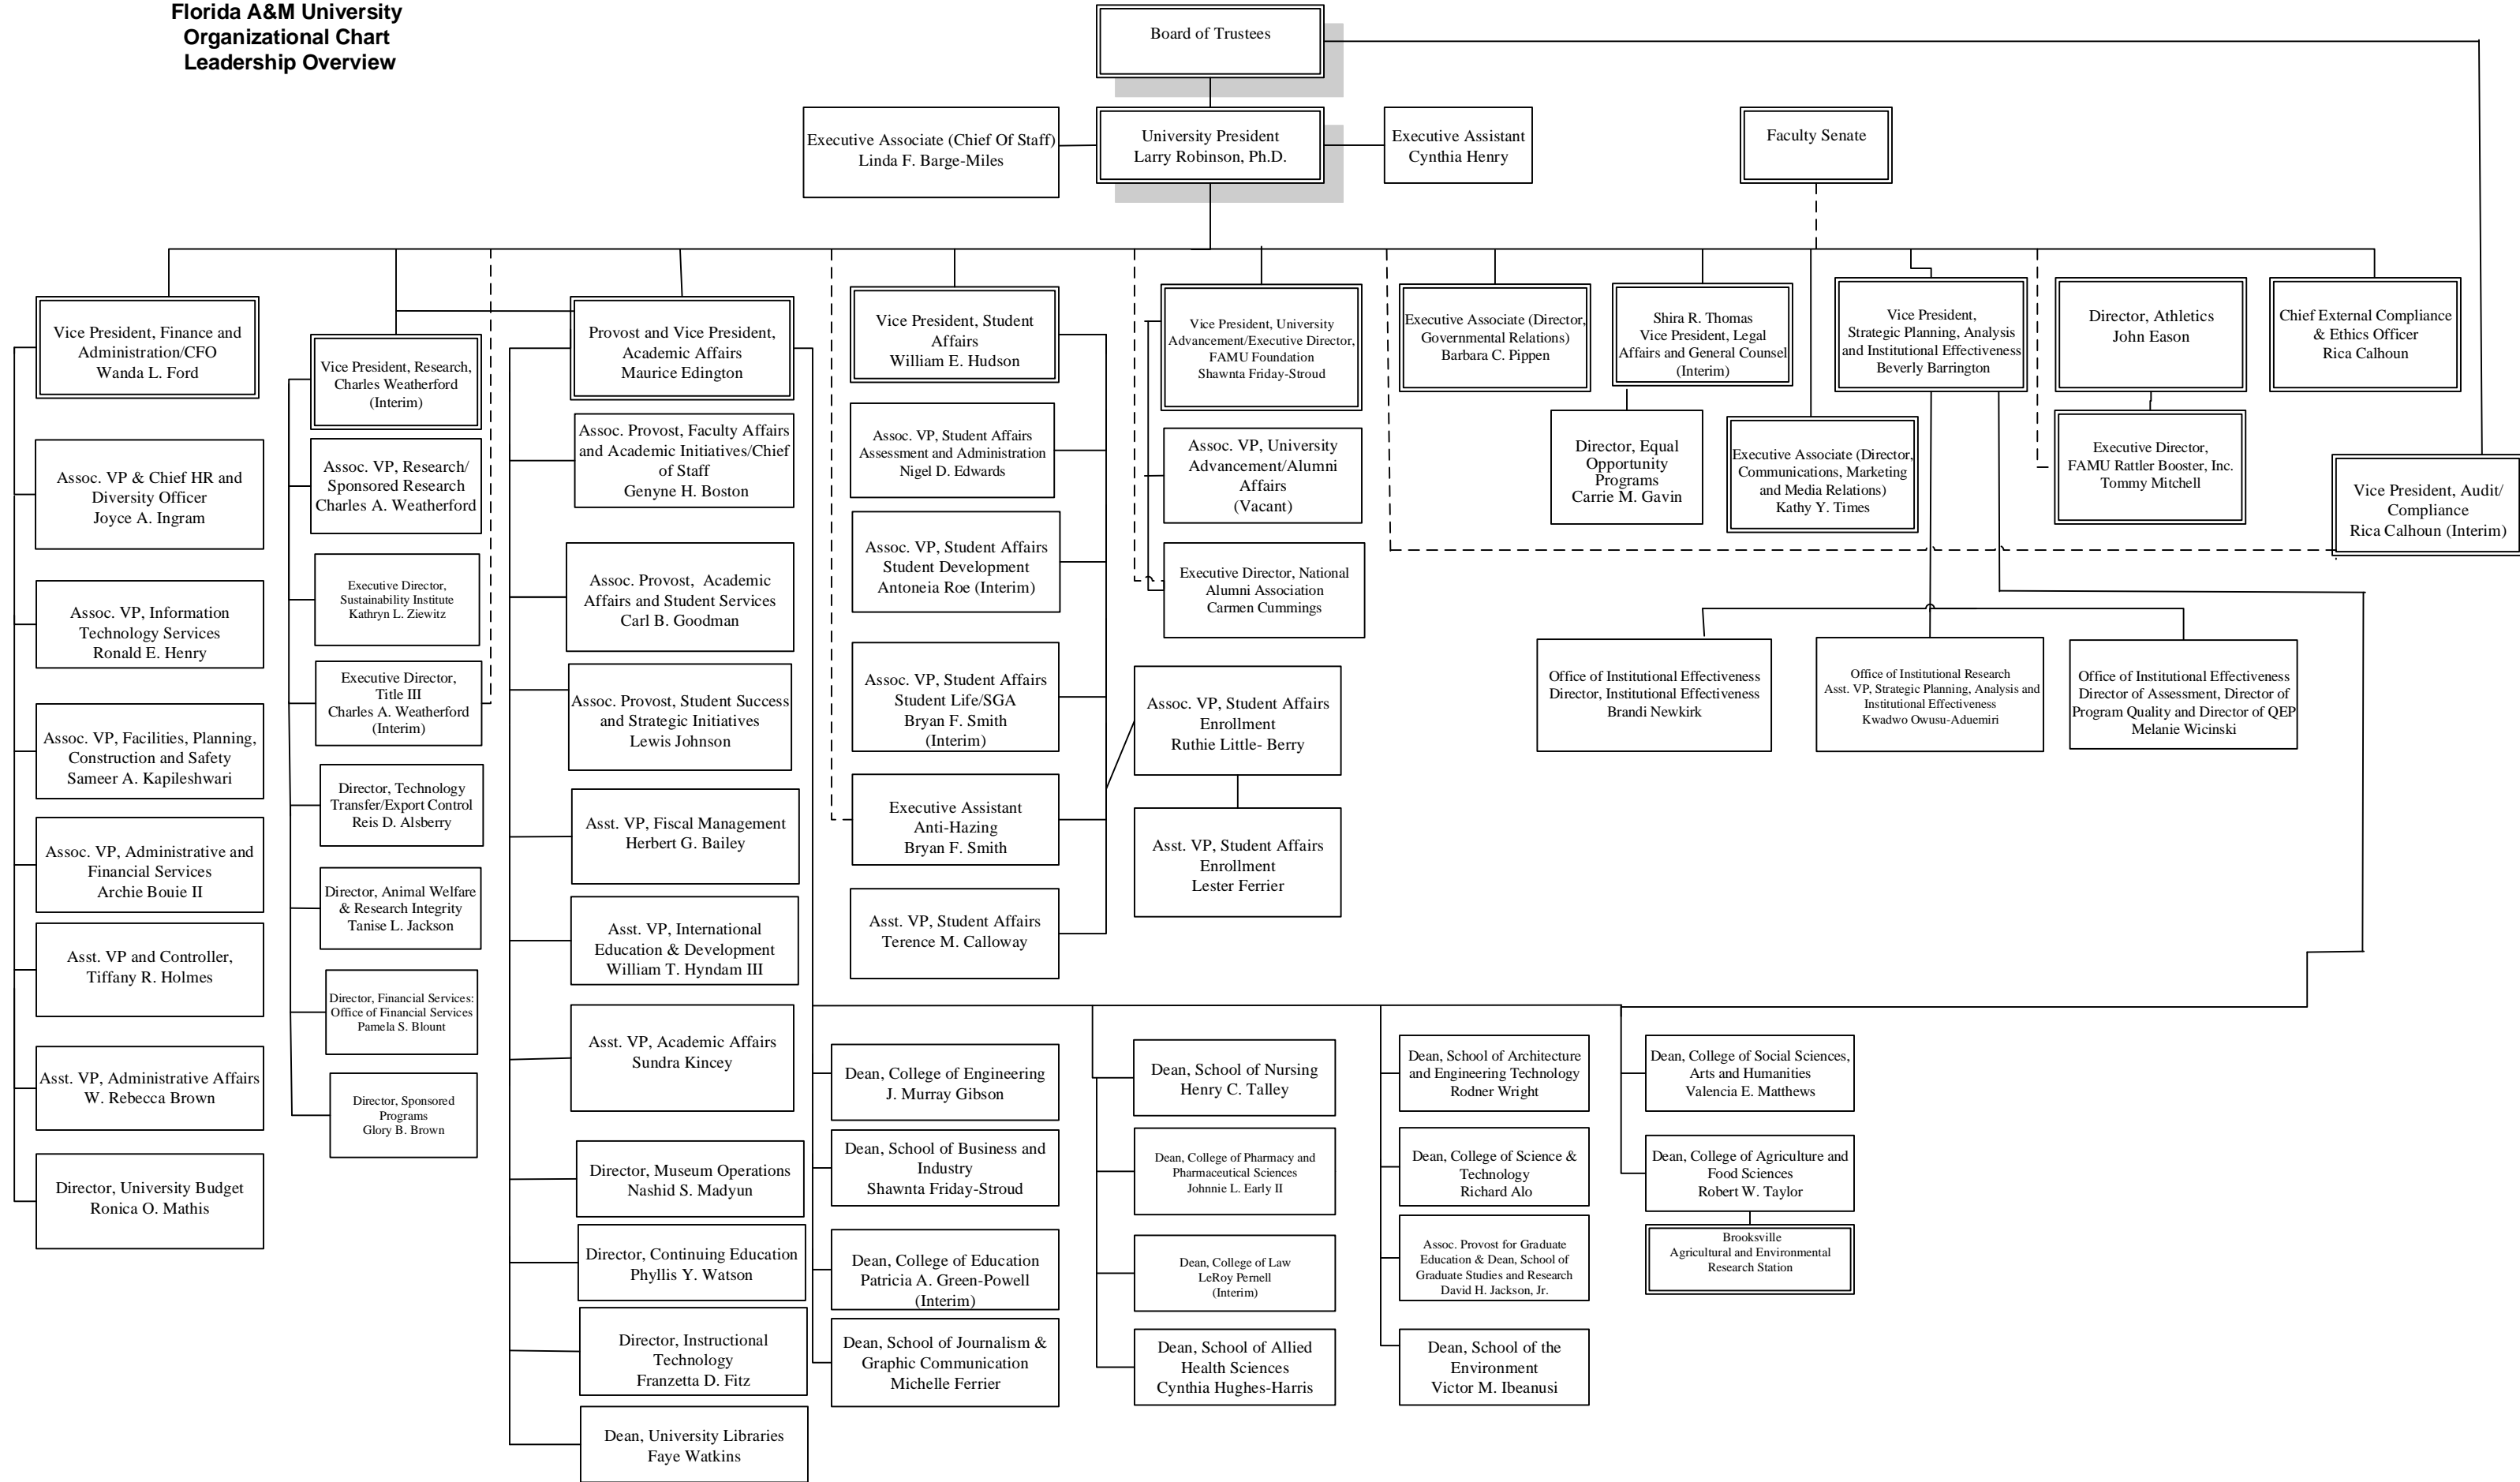 Florida A&M University
Organizational Chart
Leadership Overview
Board of Trustees
Executive Associate (Chief Of Staff)
Linda F. Barge-Miles
University President
Larry Robinson, Ph.D.
Executive Assistant
Cynthia Henry
Faculty Senate
Vice President, Finance and
Administration/CFO
Wanda L. Ford
Assoc. VP & Chief HR and
Diversity Officer
Joyce A. Ingram
Assoc. VP, Information
Technology Services
Ronald E. Henry
Assoc. VP, Facilities, Planning,
Construction and Safety
Sameer A. Kapileshwari
Assoc. VP, Administrative and
Financial Services
Archie Bouie II
Asst. VP and Controller,
Tiffany R. Holmes
Asst. VP, Administrative Affairs
W. Rebecca Brown
Director, University Budget
Ronica O. Mathis
Vice President, Research,
Charles Weatherford
(Interim)
Assoc. VP, Research/
Sponsored Research
Charles A. Weatherford
Executive Director,
Sustainability Institute
Kathryn L. Ziewitz
Executive Director,
Title III
Charles A. Weatherford
(Interim)
Director, Technology
Transfer/Export Control
Reis D. Alsberry
Director, Animal Welfare
& Research Integrity
Tanise L. Jackson
Director, Financial Services:
Office of Financial Services
Pamela S. Blount
Director, Sponsored
Programs
Glory B. Brown
Provost and Vice President,
Academic Affairs
Maurice Edington
Assoc. Provost, Faculty Affairs
and Academic Initiatives/Chief
of Staff
Genyne H. Boston
Assoc. Provost,  Academic
Affairs and Student Services
Carl B. Goodman
Assoc. Provost, Student Success
and Strategic Initiatives
Lewis Johnson
Asst. VP, Fiscal Management
Herbert G. Bailey
Asst. VP, International
Education & Development
William T. Hyndam III
Asst. VP, Academic Affairs
Sundra Kincey
Director, Museum Operations
Nashid S. Madyun
Director, Continuing Education
Phyllis Y. Watson
Director, Instructional
Technology
Franzetta D. Fitz
Dean, University Libraries
Faye Watkins
Vice President, Student
Affairs
William E. Hudson
Assoc. VP, Student Affairs
Assessment and Administration
Nigel D. Edwards
Assoc. VP, Student Affairs
Student Development
Antoneia Roe (Interim)
Assoc. VP, Student Affairs
Student Life/SGA
Bryan F. Smith
(Interim)
Executive Assistant
Anti-Hazing
Bryan F. Smith
Asst. VP, Student Affairs
Terence M. Calloway
Assoc. VP, Student Affairs
Enrollment
Ruthie Little- Berry
Asst. VP, Student Affairs
Enrollment
Lester Ferrier
Vice President, University
Advancement/Executive Director,
FAMU Foundation
Shawnta Friday-Stroud
Assoc. VP, University
Advancement/Alumni
Affairs
(Vacant)
Executive Director, National
Alumni Association
Carmen Cummings
Executive Associate (Director,
Governmental Relations)
Barbara C. Pippen
Shira R. Thomas
Vice President, Legal
Affairs and General Counsel
(Interim)
Director, Equal
Opportunity
Programs
Carrie M. Gavin
Executive Associate (Director,
Communications, Marketing
and Media Relations)
Kathy Y. Times
Vice President,
Strategic Planning, Analysis
and Institutional Effectiveness
Beverly Barrington
Director, Athletics
John Eason
Executive Director,
FAMU Rattler Booster, Inc.
Tommy Mitchell
Chief External Compliance
& Ethics Officer
Rica Calhoun
Vice President, Audit/
Compliance
Rica Calhoun (Interim)
Office of Institutional Effectiveness
Director, Institutional Effectiveness
Brandi Newkirk
Office of Institutional Research
Asst. VP, Strategic Planning, Analysis and
Institutional Effectiveness
Kwadwo Owusu-Aduemiri
Office of Institutional Effectiveness
Director of Assessment, Director of
Program Quality and Director of QEP
Melanie Wicinski
Dean, College of Engineering
J. Murray Gibson
Dean, School of Business and
Industry
Shawnta Friday-Stroud
Dean, College of Education
Patricia A. Green-Powell
(Interim)
Dean, School of Journalism &
Graphic Communication
Michelle Ferrier
Dean, School of Nursing
Henry C. Talley
Dean, College of Pharmacy and
Pharmaceutical Sciences
Johnnie L. Early II
Dean, College of Law
LeRoy Pernell
(Interim)
Dean, School of Allied
Health Sciences
Cynthia Hughes-Harris
Dean, School of Architecture
and Engineering Technology
Rodner Wright
Dean, College of Science &
Technology
Richard Alo
Assoc. Provost for Graduate
Education & Dean, School of
Graduate Studies and Research
David H. Jackson, Jr.
Dean, School of the
Environment
Victor M. Ibeanusi
Dean, College of Social Sciences,
Arts and Humanities
Valencia E. Matthews
Dean, College of Agriculture and
Food Sciences
Robert W. Taylor
Brooksville
Agricultural and Environmental
Research Station